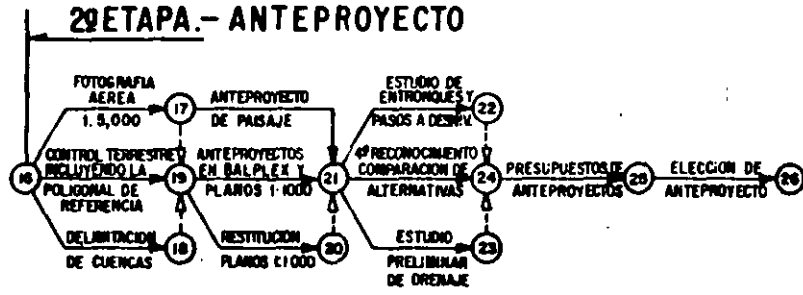 2ª ETAPA.- ANTEPROYECTO
FOTOGRAFIA
AEREA
1:5,000
17
ANTEPROYECTO
DE PAISAJE
ESTUDIO DE
ENTRONQUES Y
PASOS A DESNIV.
22
16
CONTROL TERRESTRE
INCLUYENDO LA
POLIGONAL DE
REFERENCIA
19
ANTEPROYECTOS
EN BALPLEX Y
PLANOS 1:1000
21
4º RECONOCIMIENTO
COMPARACION DE
ALTERNATIVAS
24
PRESUPUESTOS DE
ANTEPROYECTOS
25
ELECCION DE
ANTEPROYECTO
26
DELIMITACION
DE CUENCAS
18
RESTITUCION
PLANOS 1:1000
20
ESTUDIO
PRELIMINAR
DE DRENAJE
23